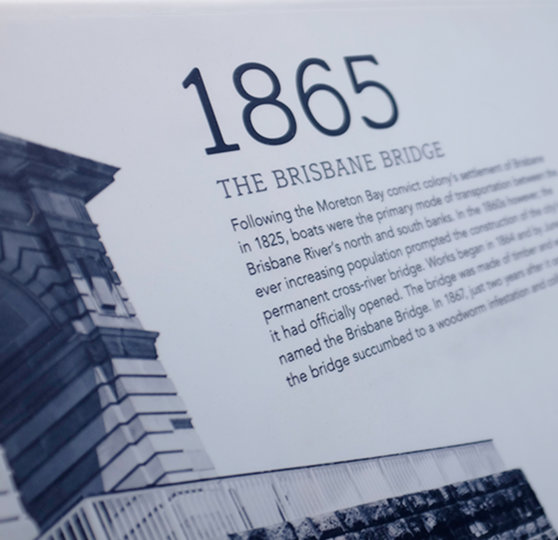 1865
THE BRISBANE BRIDGE
Following the Moreton Bay convict colony's settlement of Brisbane
in 1825, boats were the primary mode of transportation between the
Brisbane River's north and south banks. In the 1860s however, the
ever increasing population prompted the construction of the
permanent cross-river bridge. Works began in 1864 and by
it had officially opened. The bridge was made of timber and
named the Brisbane Bridge. In 1867, just two years after it
the bridge succumbed to a woodworm infestation and